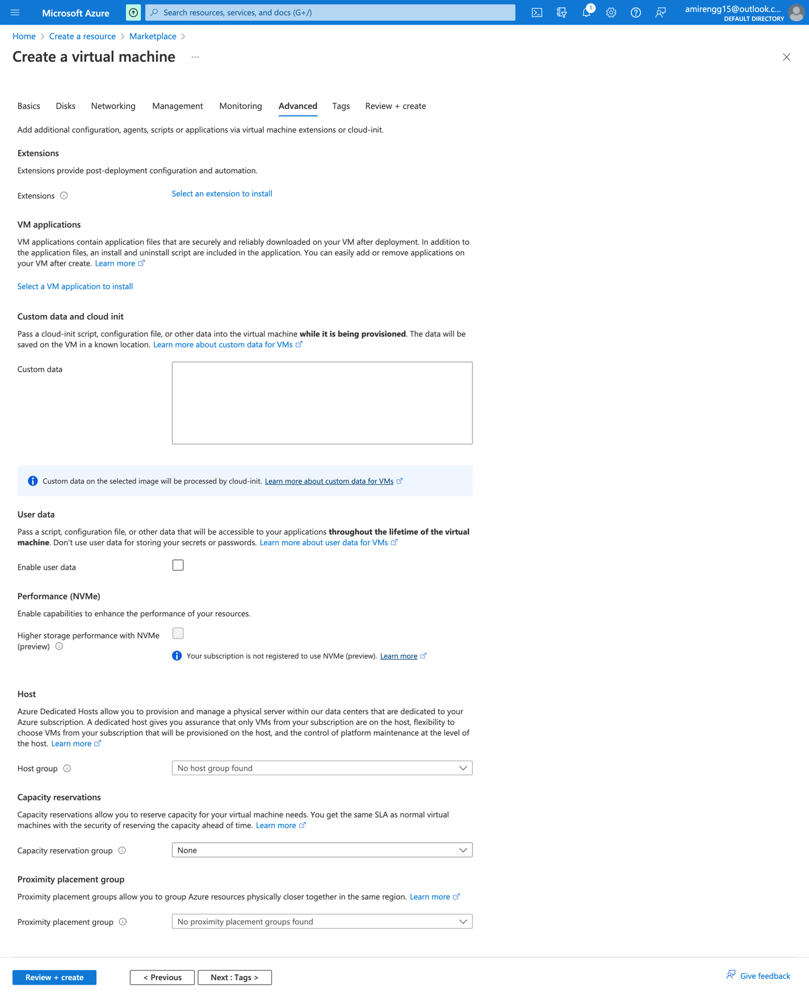 Microsoft Azure
Search resources, services, and docs (G+/)
1
amirengg15@outlook.c...
DEFAULT DIRECTORY
Home > Create a resource > Marketplace >
Create a virtual machine ...
Basics Disks Networking Management Monitoring Advanced Tags Review + create
Add additional configuration, agents, scripts or applications via virtual machine extensions or cloud-init.
Extensions
Extensions provide post-deployment configuration and automation.
Extensions
Select an extension to install
VM applications
VM applications contain application files that are securely and reliably downloaded on your VM after deployment. In addition to
the application files, an install and uninstall script are included in the application. You can easily add or remove applications on
your VM after create. Learn more
Select a VM application to install
Custom data and cloud init
Pass a cloud-init script, configuration file, or other data into the virtual machine while it is being provisioned. The data will be
saved on the VM in a known location. Learn more about custom data for VMs
Custom data
Custom data on the selected image will be processed by cloud-init. Learn more about custom data for VMs
User data
Pass a script, configuration file, or other data that will be accessible to your applications throughout the lifetime of the virtual
machine. Don't use user data for storing your secrets or passwords. Learn more about user data for VMs
Enable user data
Performance (NVMe)
Enable capabilities to enhance the performance of your resources.
Higher storage performance with NVMe
(preview)
Your subscription is not registered to use NVMe (preview). Learn more
Host
Azure Dedicated Hosts allow you to provision and manage a physical server within our data centers that are dedicated to your
Azure subscription. A dedicated host gives you assurance that only VMs from your subscription are on the host, flexibility to
choose VMs from your subscription that will be provisioned on the host, and the control of platform maintenance at the level of
the host. Learn more
Host group
No host group found
Capacity reservations
Capacity reservations allow you to reserve capacity for your virtual machine needs. You get the same SLA as normal virtual
machines with the security of reserving the capacity ahead of time. Learn more
Capacity reservation group
None
Proximity placement group
Proximity placement groups allow you to group Azure resources physically closer together in the same region. Learn more
Proximity placement group
No proximity placement groups found
Review + create
< Previous
Next : Tags >
Give feedback